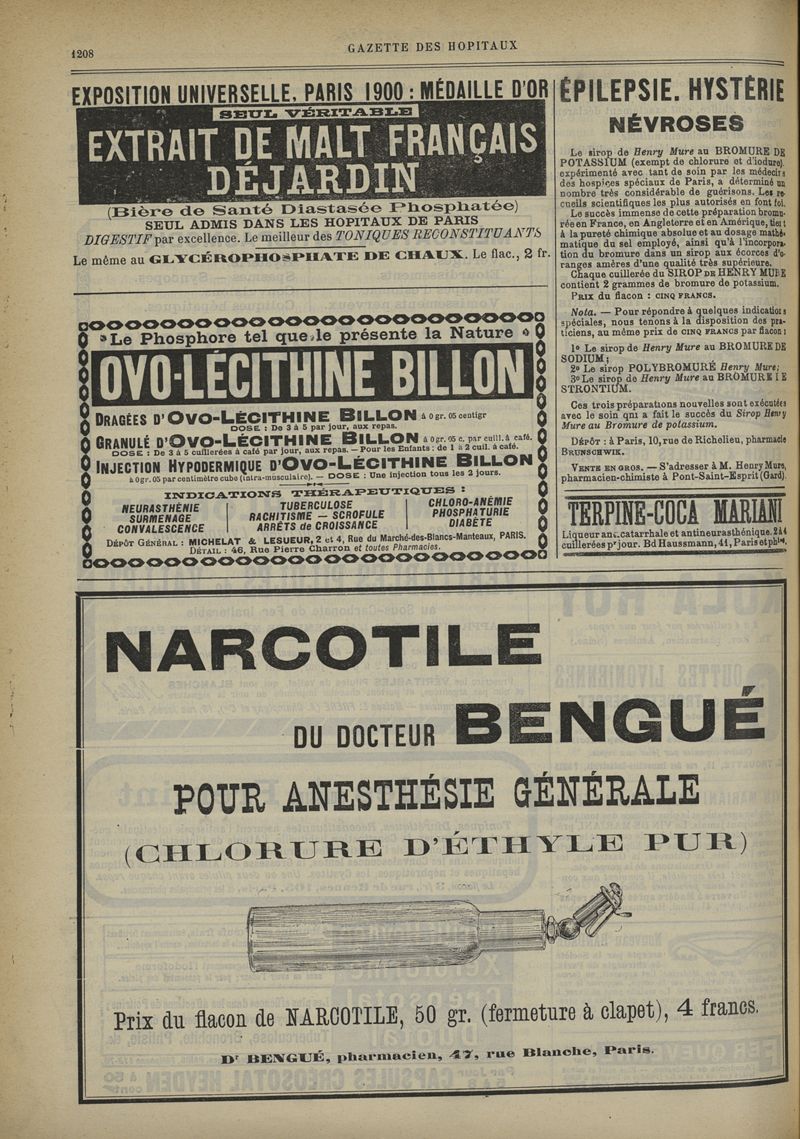 1208
GAZETTE DES HOPITAUX
EXPOSITION UNIVERSELLE, PARIS 1900 : MÉDAILLE D'OR
SEUL VÉRITABLE
EXTRAIT DE MALT FRANÇAIS
DÉJARDIN
(Bière de Santé Diastasée Phosphatée)
SEUL ADMIS DANS LES HOPITAUX DE PARIS
DIGESTIF par excellence. Le meilleur des TONIQUES RECONSTITUANTS
Le même au GLYCÉROPHOSPHATE DE CHAUX. Le flac., 2 fr.
"Le Phosphore tel que le présente la Nature"
OVO-LÉCITHINE BILLON
DRAGÉES D'OVO-LÉCITHINE BILLON à 0 gr. 05 centigr
DOSE : De 3 à 5 par jour, aux repas.
GRANULÉ D'OVO-LÉCITHINE BILLON à 0 gr. 05 c. par cuill. à café.
DOSE : De 3 à 5 cuillerées à café par jour, aux repas. — Pour les Enfants : de 1 à 2 cuil. à café.
INJECTION HYPODERMIQUE D'OVO-LÉCITHINE BILLON
à 0 gr. 05 par centimètre cube (intra-musculaire). — DOSE : Une injection tous les 2 jours.
INDICATIONS THÉRAPEUTIQUES :
NEURASTHÉNIE
SURMENAGE
CONVALESCENCE
TUBERCULOSE
RACHITISME — SCROFULE
ARRÊTS de CROISSANCE
CHLORO-ANÉMIE
PHOSPHATURIE
DIABÈTE
DÉPÔT GÉNÉRAL : MICHELAT & LESUEUR, 2 et 4, Rue du Marché-des-Blancs-Manteaux, PARIS.
DÉTAIL : 46, Rue Pierre Charron et toutes Pharmacies.
ÉPILEPSIE. HYSTÉRIE
NÉVROSES
Le sirop de Henry Mure au BROMURE DE
POTASSIUM (exempt de chlorure et d'iodure),
expérimenté avec tant de soin par les médecins
des hospices spéciaux de Paris, a déterminé un
nombre très considérable de guérisons. Les re
cueils scientifiques les plus autorisés en font foi.
Le succès immense de cette préparation bromu-
rée en France, en Angleterre et en Amérique, tient
à la pureté chimique absolue et au dosage mathé-
matique du sel employé, ainsi qu'à l'incorpora-
tion du bromure dans un sirop aux écorces d'o-
ranges amères d'une qualité très supérieure.
Chaque cuillerée du SIROP DE HENRY MURE
contient 2 grammes de bromure de potassium.
PRIX du flacon : CINQ FRANCS.
Nota. — Pour répondre à quelques indications
spéciales, nous tenons à la disposition des pra-
ticiens, au même prix de CINQ FRANCS par flacon :
1° Le sirop de Henry Mure au BROMURE DE
SODIUM;
2° Le sirop POLYBROMURÉ Henry Mure;
3° Le sirop de Henry Mure au BROMURE DE
STRONTIUM.
Ces trois préparations nouvelles sont exécutées
avec le soin qui a fait le succès du Sirop Henry
Mure au Bromure de potassium.
DÉPÔT : à Paris, 10, rue de Richelieu, pharmacie
BRUNSCHWIK.
VENTE EN GROS. — S'adresser à M. Henry Mure,
pharmacien-chimiste à Pont-Saint-Esprit (Gard).
TERPINE-COCA MARIANI
Liqueur anti. catarrhale et antineurasthénique. 2 à 4
cuillerées pr jour. Bd Haussmann, 41, Paris et phies.
NARCOTILE
DU DOCTEUR BENGUÉ
POUR ANESTHÉSIE GÉNÉRALE
(CHLORURE D'ÉTHYLE PUR)
Prix du flacon de NARCOTILE, 50 gr. (fermeture à clapet), 4 francs.
Dr BENGUÉ, pharmacien, 47, rue Blanche, Paris.